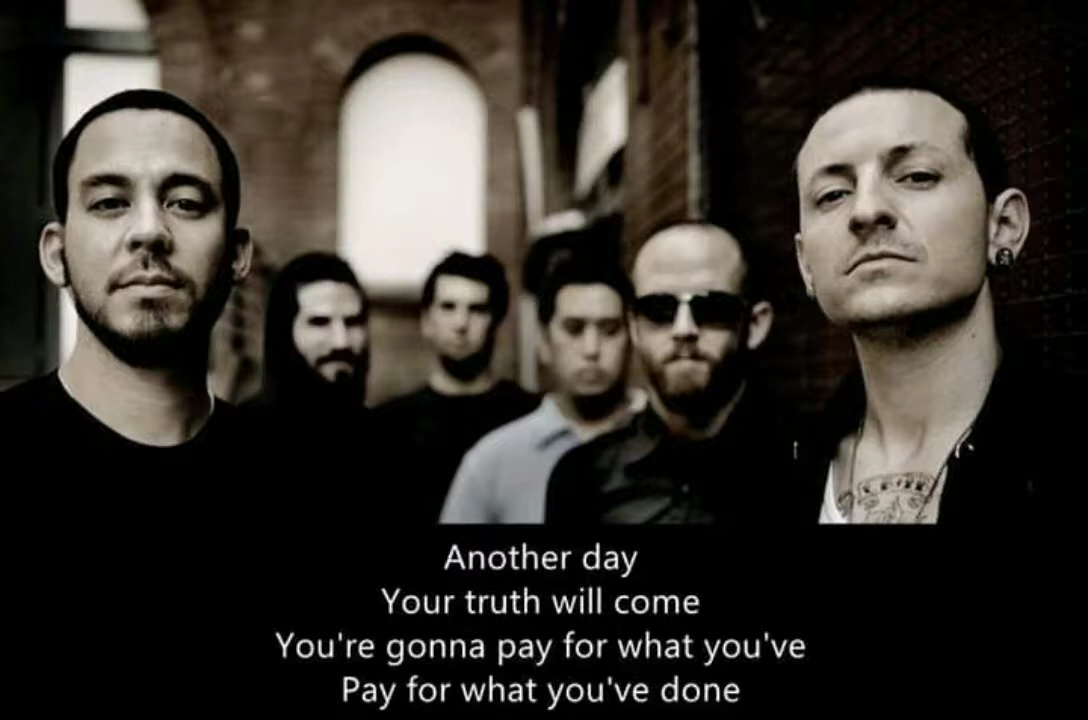 Another day
Your truth will come
You're gonna pay for what you've
Pay for what you've done